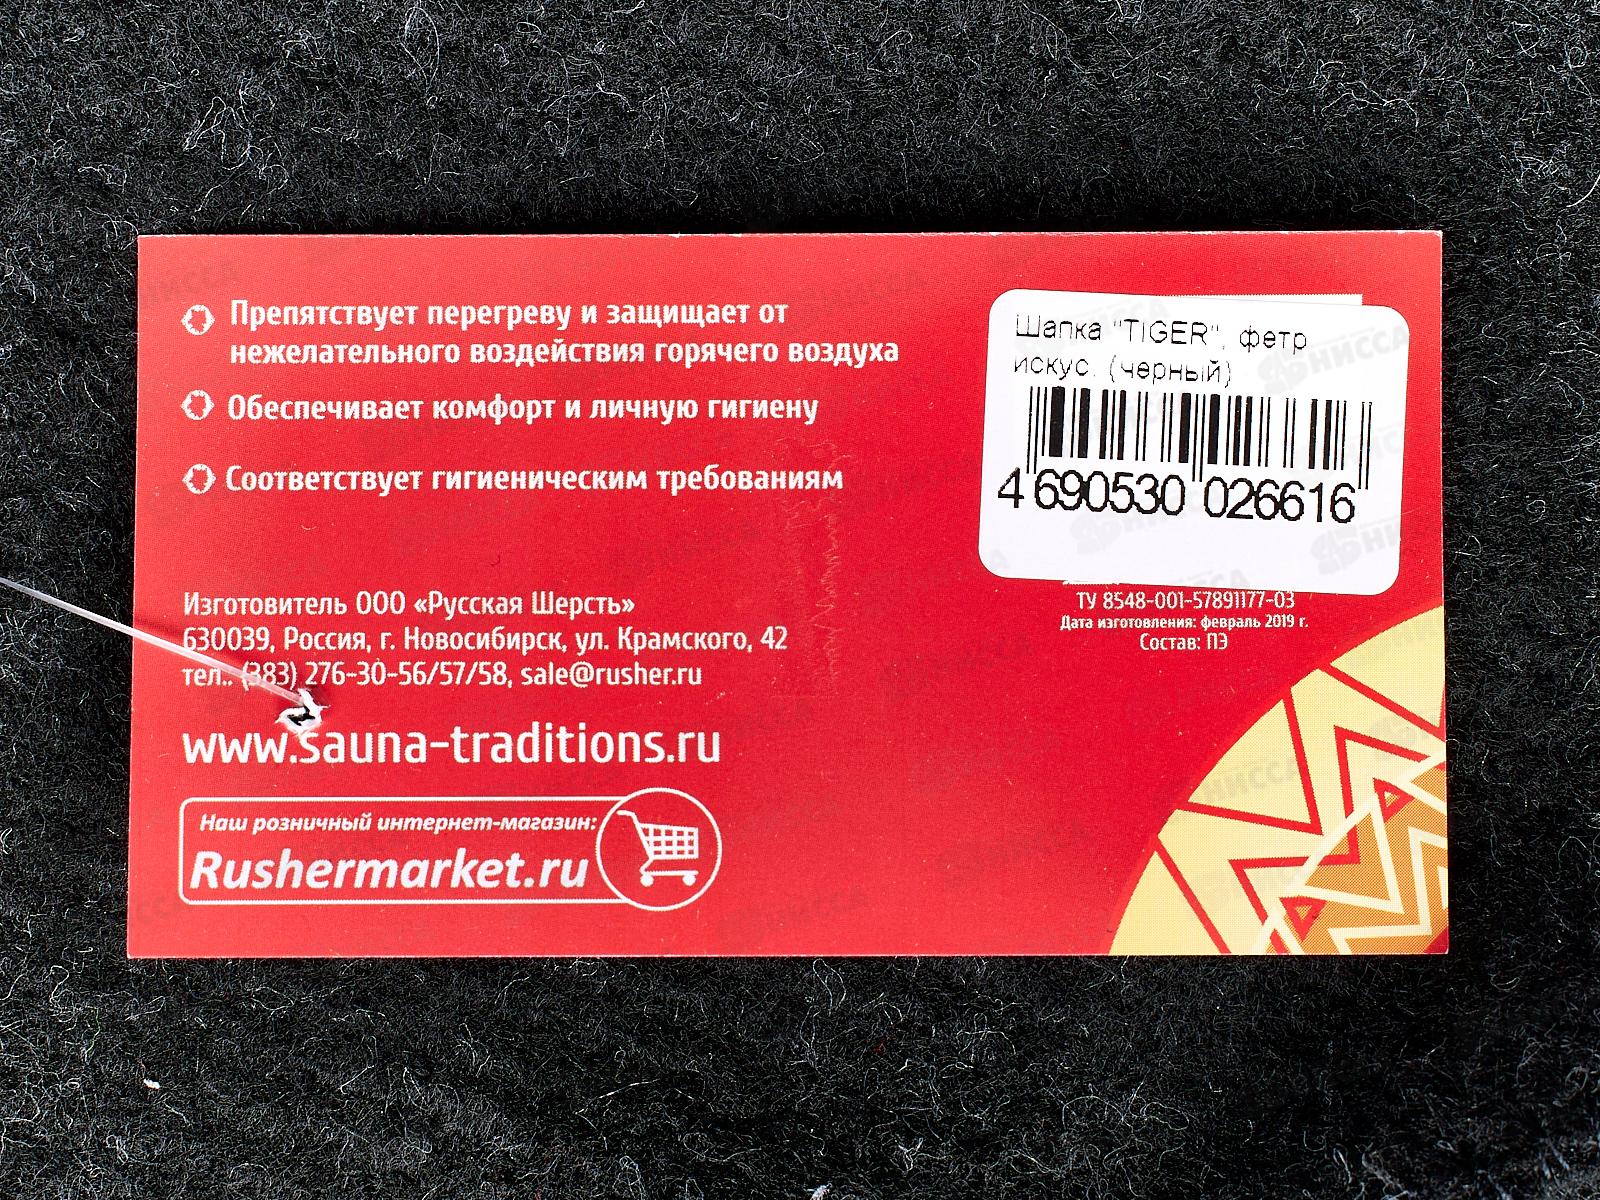 Препятствует перегреву и защищает от
нежелательного воздействия горячего воздуха
Обеспечивает комфорт и личную гигиену
Соответствует гигиеническим требованиям
Изготовитель ООО «Русская Шерсть»
630039, Россия, г. Новосибирск, ул. Крамского, 42
тел.. (383) 276-30-56/57/58, sale@rusher.ru
www.sauna-traditions.ru
Наш розничный интернет-магазин:
Rushermarket.ru
Шапка "TIGER", фетр
искус. (черный)
4 690530 026616
ТУ 8548-001-57891177-03
Дата изготовления: февраль 2019 г.
Состав: ПЭ